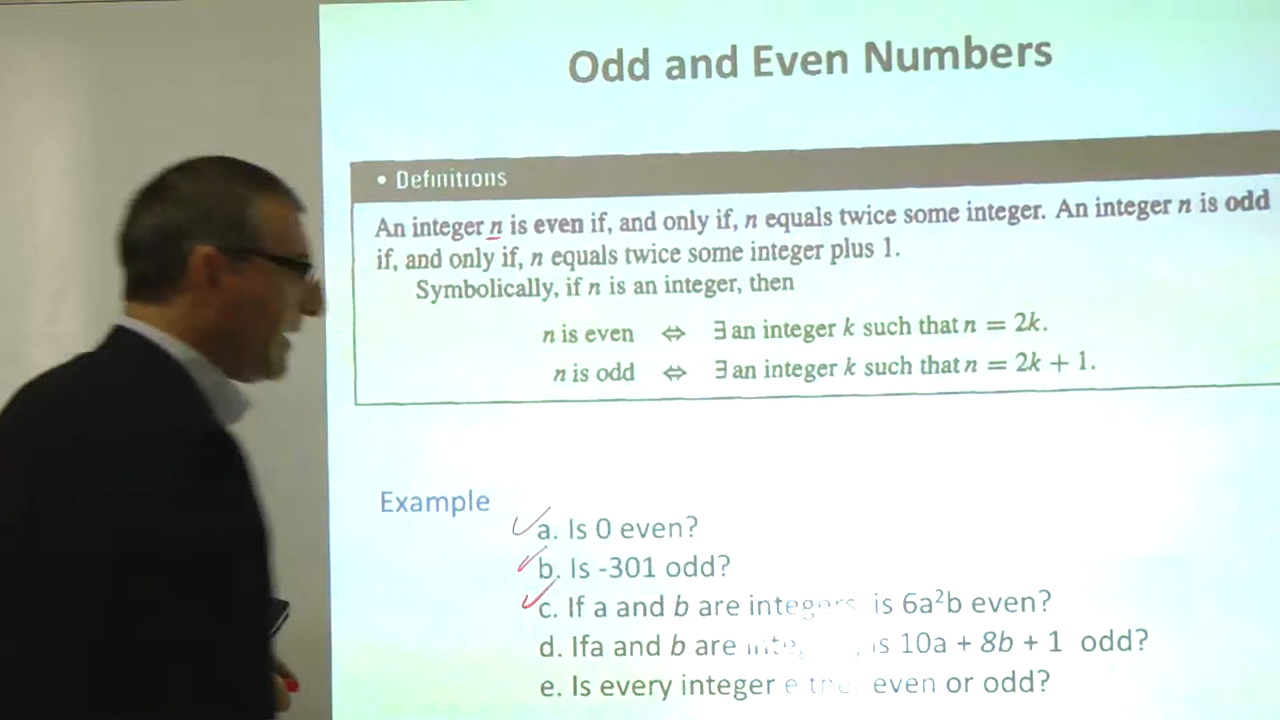 Odd and Even Numbers
• Definitions
An integer n is even if, and only if, n equals twice some integer. An integer n is odd
if, and only if, n equals twice some integer plus 1.
Symbolically, if n is an integer, then
n is even ⇔ ∃ an integer k such that n = 2k.
n is odd ⇔ ∃ an integer k such that n = 2k + 1.
Example
a. Is 0 even?
b. Is -301 odd?
c. If a and b are integers, is 6a²b even?
d. Ifa and b are is 10a + 8b + 1 odd?
e. Is every integer even or odd?